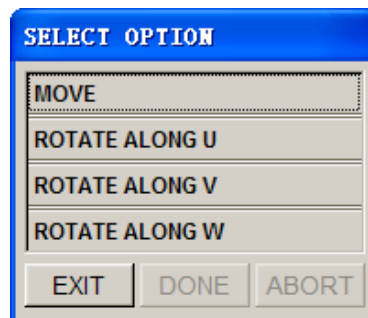 SELECT OPTION
MOVE
ROTATE ALONG U
ROTATE ALONG V
ROTATE ALONG W
EXIT DONE ABORT